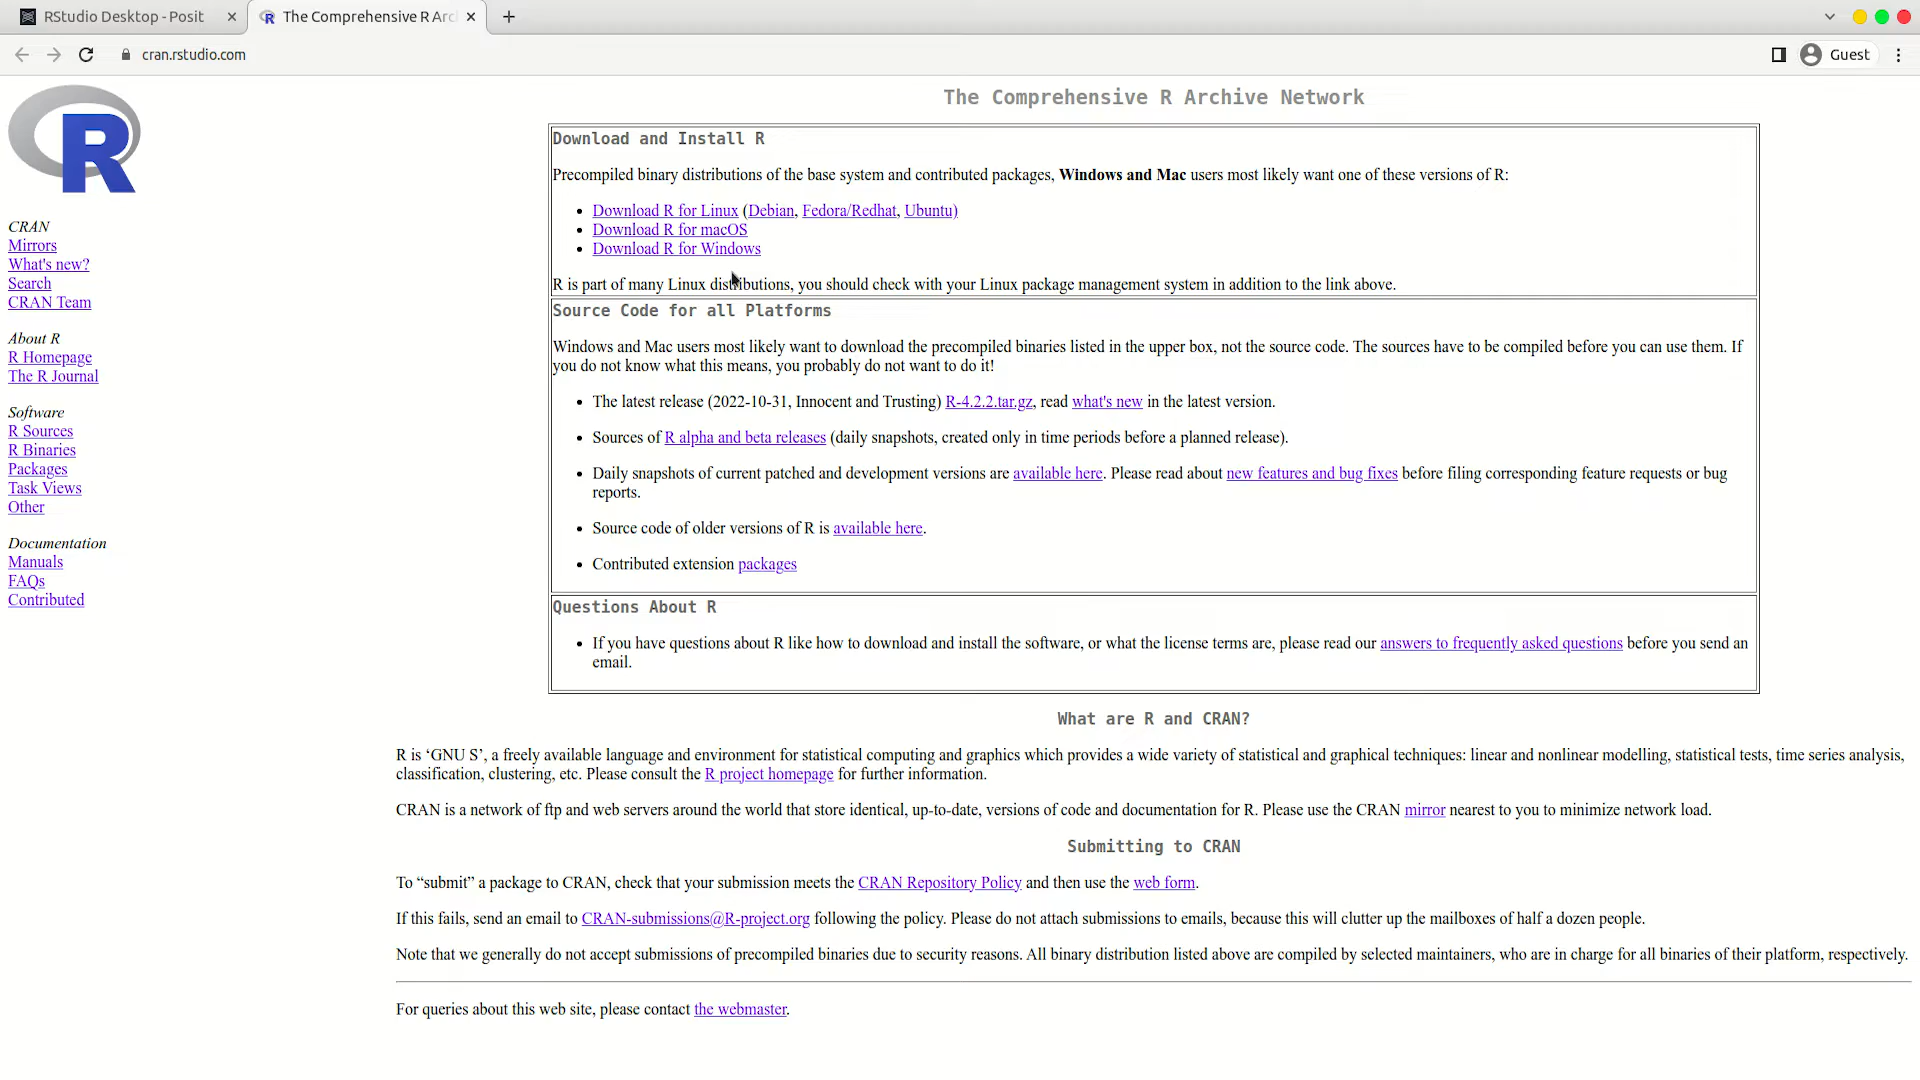 RStudio Desktop - Posit
The Comprehensive R Arc
cran.rstudio.com
Guest
R
CRAN
Mirrors
What's new?
Search
CRAN Team
About R
R Homepage
The R Journal
Software
R Sources
R Binaries
Packages
Task Views
Other
Documentation
Manuals
FAQs
Contributed
The Comprehensive R Archive Network
Download and Install R
Precompiled binary distributions of the base system and contributed packages, Windows and Mac users most likely want one of these versions of R:
• Download R for Linux (Debian, Fedora/Redhat, Ubuntu)
• Download R for macOS
• Download R for Windows
R is part of many Linux distributions, you should check with your Linux package management system in addition to the link above.
Source Code for all Platforms
Windows and Mac users most likely want to download the precompiled binaries listed in the upper box, not the source code. The sources have to be compiled before you can use them. If
you do not know what this means, you probably do not want to do it!
• The latest release (2022-10-31, Innocent and Trusting) R-4.2.2.tar.gz, read what's new in the latest version.
• Sources of R alpha and beta releases (daily snapshots, created only in time periods before a planned release).
• Daily snapshots of current patched and development versions are available here. Please read about new features and bug fixes before filing corresponding feature requests or bug
reports.
• Source code of older versions of R is available here.
• Contributed extension packages
Questions About R
• If you have questions about R like how to download and install the software, or what the license terms are, please read our answers to frequently asked questions before you send an
email.
What are R and CRAN?
R is ‘GNU S’, a freely available language and environment for statistical computing and graphics which provides a wide variety of statistical and graphical techniques: linear and nonlinear modelling, statistical tests, time series analysis,
classification, clustering, etc. Please consult the R project homepage for further information.
CRAN is a network of ftp and web servers around the world that store identical, up-to-date, versions of code and documentation for R. Please use the CRAN mirror nearest to you to minimize network load.
Submitting to CRAN
To “submit” a package to CRAN, check that your submission meets the CRAN Repository Policy and then use the web form.
If this fails, send an email to CRAN-submissions@R-project.org following the policy. Please do not attach submissions to emails, because this will clutter up the mailboxes of half a dozen people.
Note that we generally do not accept submissions of precompiled binaries due to security reasons. All binary distribution listed above are compiled by selected maintainers, who are in charge for all binaries of their platform, respectively.
For queries about this web site, please contact the webmaster.